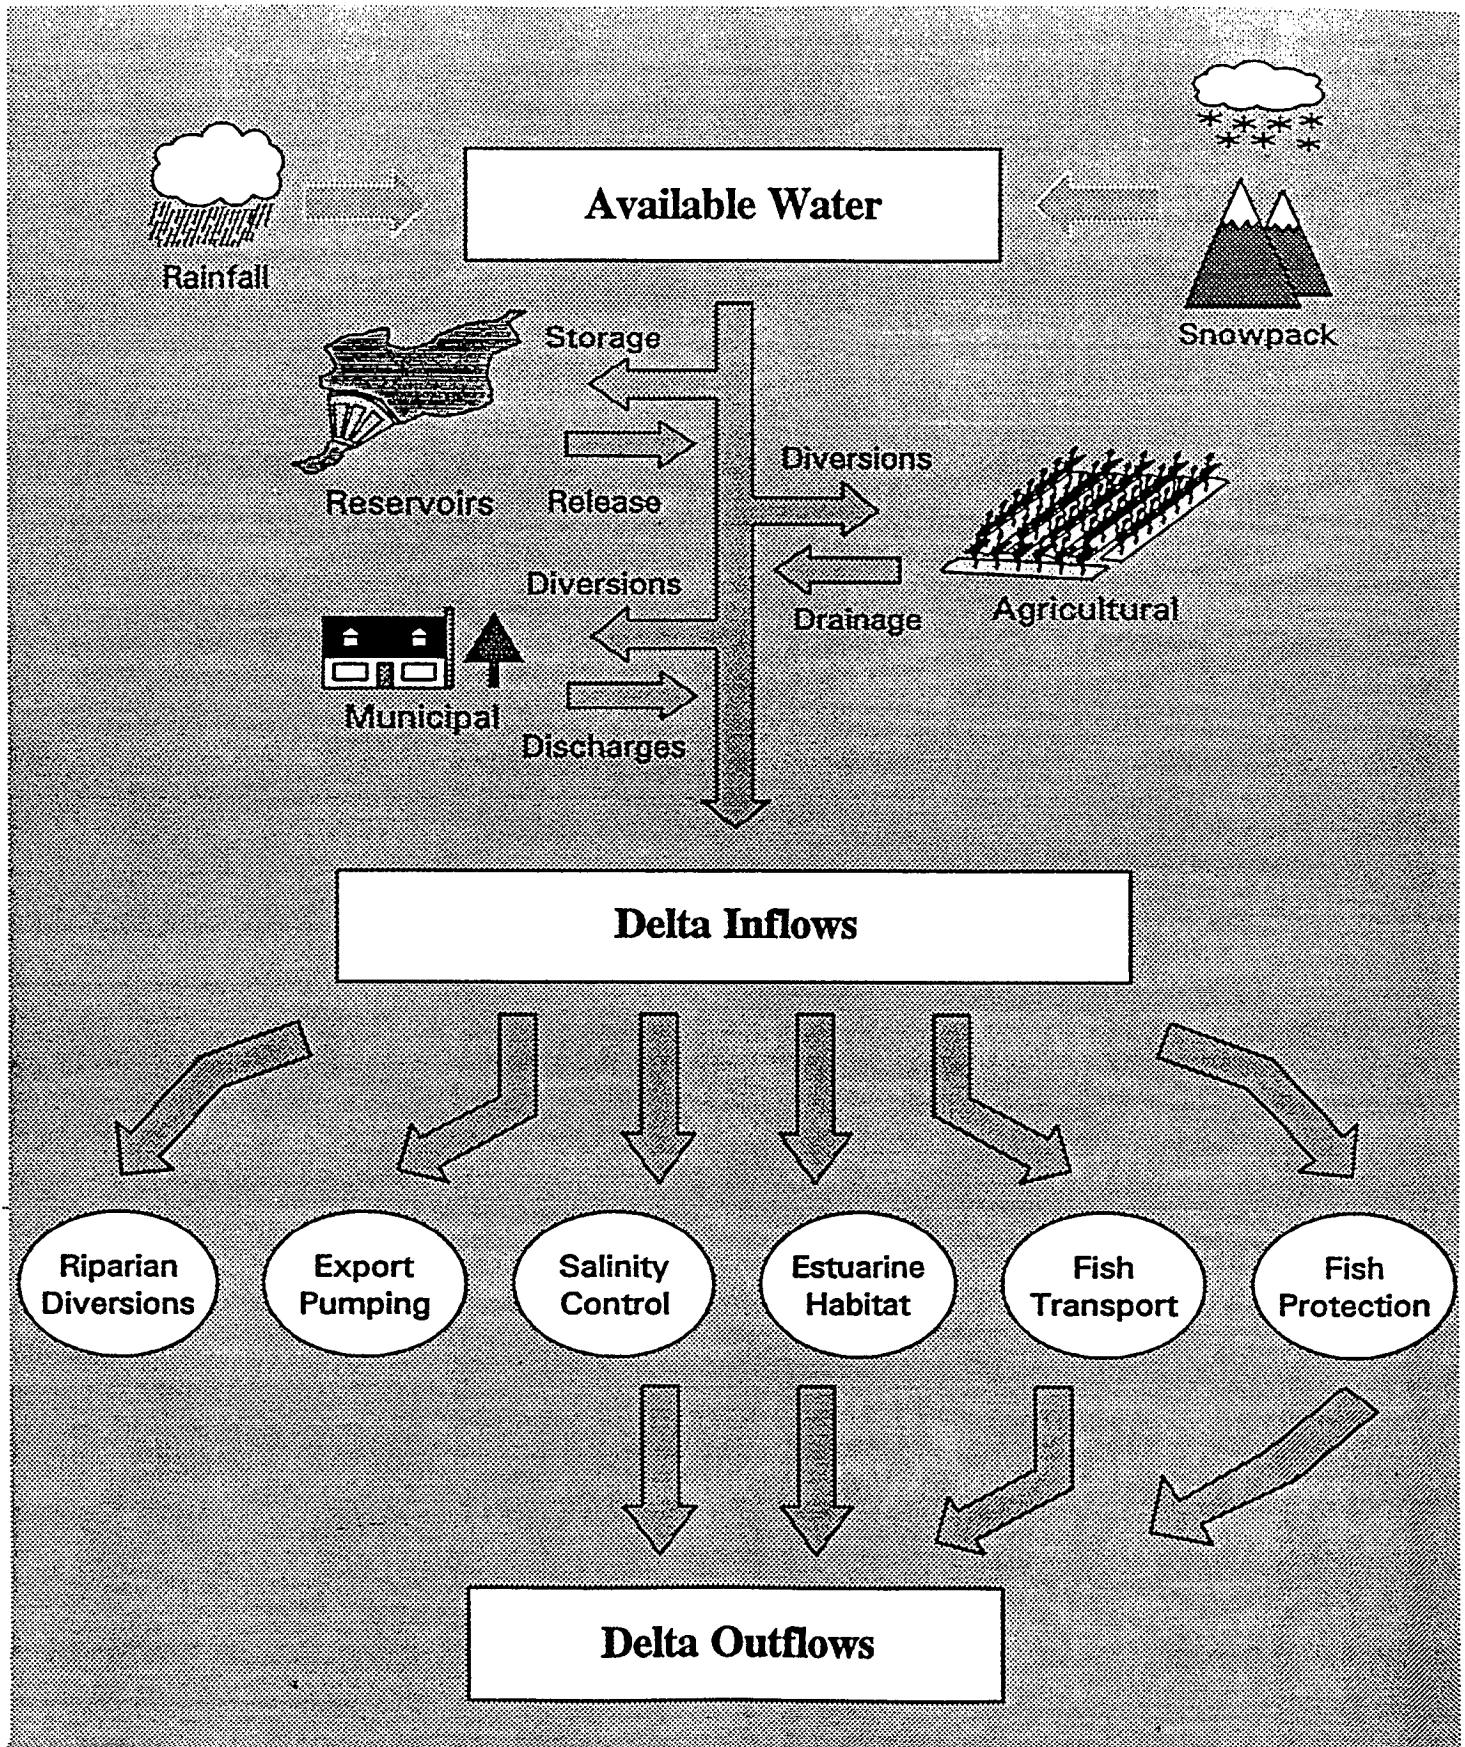 Available Water
Rainfall
Snowpack
Storage
Reservoirs
Release
Diversions
Drainage
Agricultural
Diversions
Municipal
Discharges
Delta Inflows
Riparian
Diversions
Export
Pumping
Salinity
Control
Estuarine
Habitat
Fish
Transport
Fish
Protection
Delta Outflows